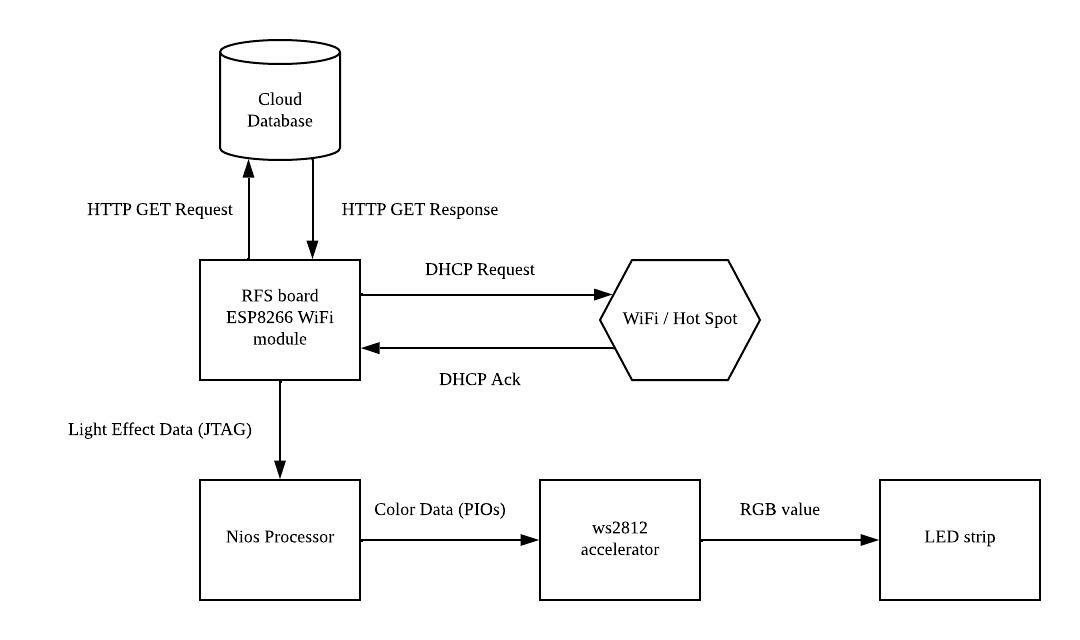 Cloud
Database
HTTP GET Request
HTTP GET Response
DHCP Request
RFS board
ESP8266 WiFi
module
WiFi / Hot Spot
DHCP Ack
Light Effect Data (JTAG)
Nios Processor
Color Data (PIOs)
ws2812
accelerator
RGB value
LED strip